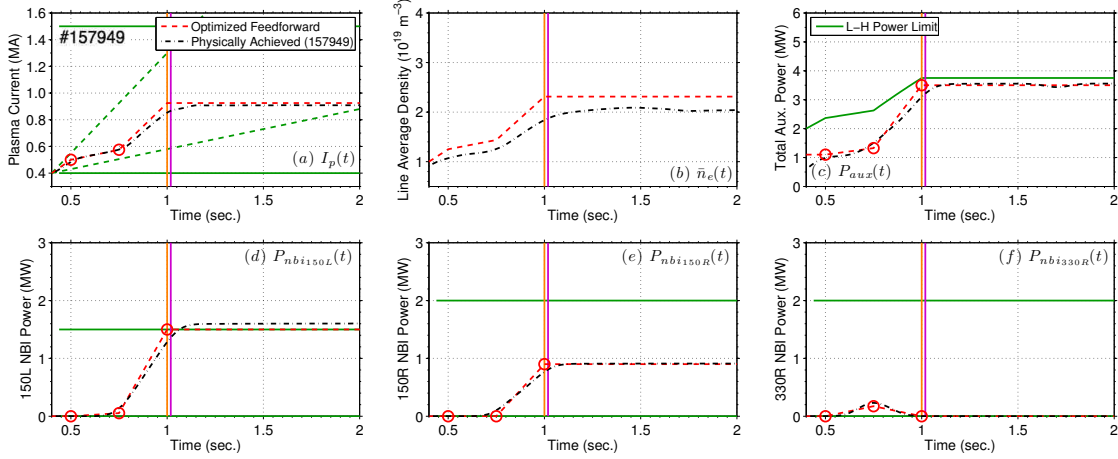 #157949
Optimized Feedforward
Physically Achieved (157949)
Plasma Current (MA)
1.6
1.4
1.2
1.0
0.8
0.6
0.4
(a) I_p(t)
0.5 1 1.5 2
Time (sec.)
Line Average Density (10^19 m^−3)
4
3
2
1
(b) n̄_e(t)
0.5 1 1.5 2
Time (sec.)
L−H Power Limit
Total Aux. Power (MW)
6
5
4
3
2
1
0
(c) P_aux(t)
0.5 1 1.5 2
Time (sec.)
150L NBI Power (MW)
3
2
1
0
(d) P_nbi_150L(t)
0.5 1 1.5 2
Time (sec.)
150R NBI Power (MW)
3
2
1
0
(e) P_nbi_150R(t)
0.5 1 1.5 2
Time (sec.)
330R NBI Power (MW)
3
2
1
0
(f) P_nbi_330R(t)
0.5 1 1.5 2
Time (sec.)